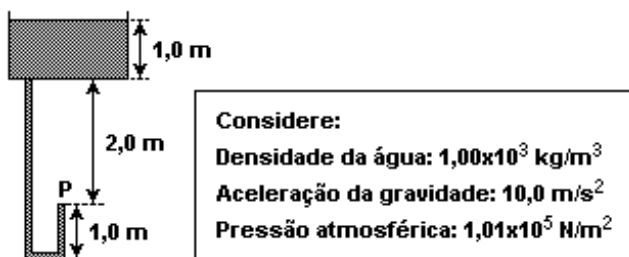 1,0 m
2,0 m
P
1,0 m
Considere:
Densidade da água: 1,00x10³ kg/m³
Aceleração da gravidade: 10,0 m/s²
Pressão atmosférica: 1,01x10⁵ N/m²